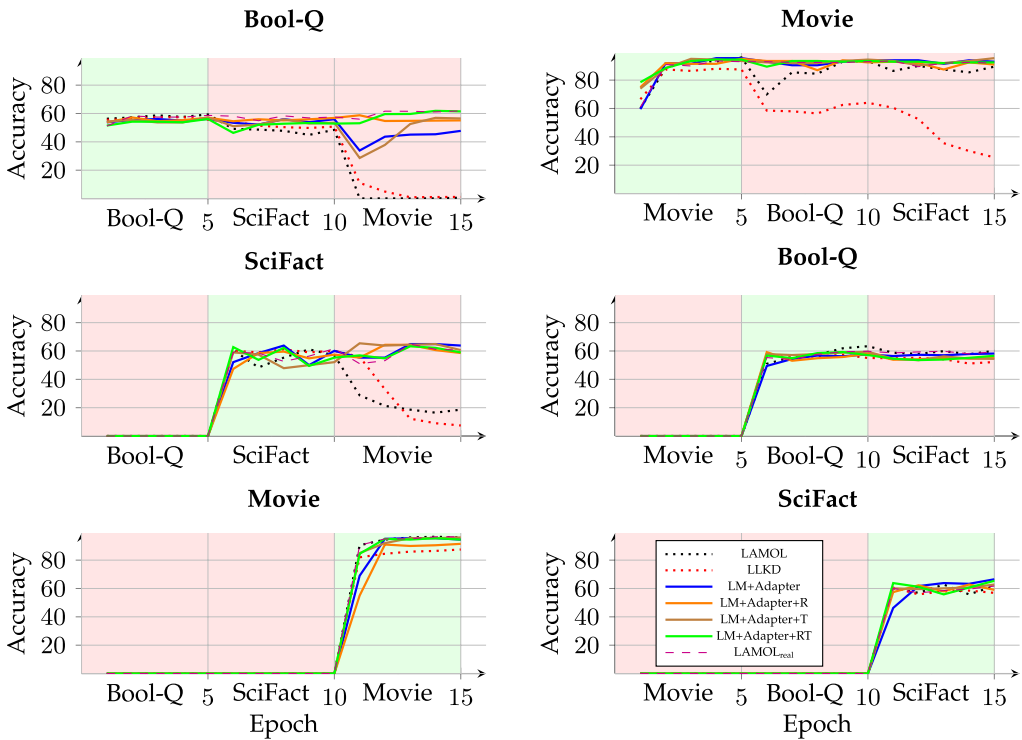 Bool-Q
Accuracy
80
60
40
20
Bool-Q 5 SciFact 10 Movie 15
Movie
Accuracy
80
60
40
20
Movie 5 Bool-Q 10 SciFact 15
SciFact
Accuracy
80
60
40
20
Bool-Q 5 SciFact 10 Movie 15
Bool-Q
Accuracy
80
60
40
20
Movie 5 Bool-Q 10 SciFact 15
Movie
Accuracy
80
60
40
20
Bool-Q 5 SciFact 10 Movie 15
Epoch
SciFact
Accuracy
80
60
40
20
LAMOL
LLKD
LM+Adapter
LM+Adapter+R
LM+Adapter+T
LM+Adapter+RT
LAMOLreal
Movie 5 Bool-Q 10 SciFact 15
Epoch